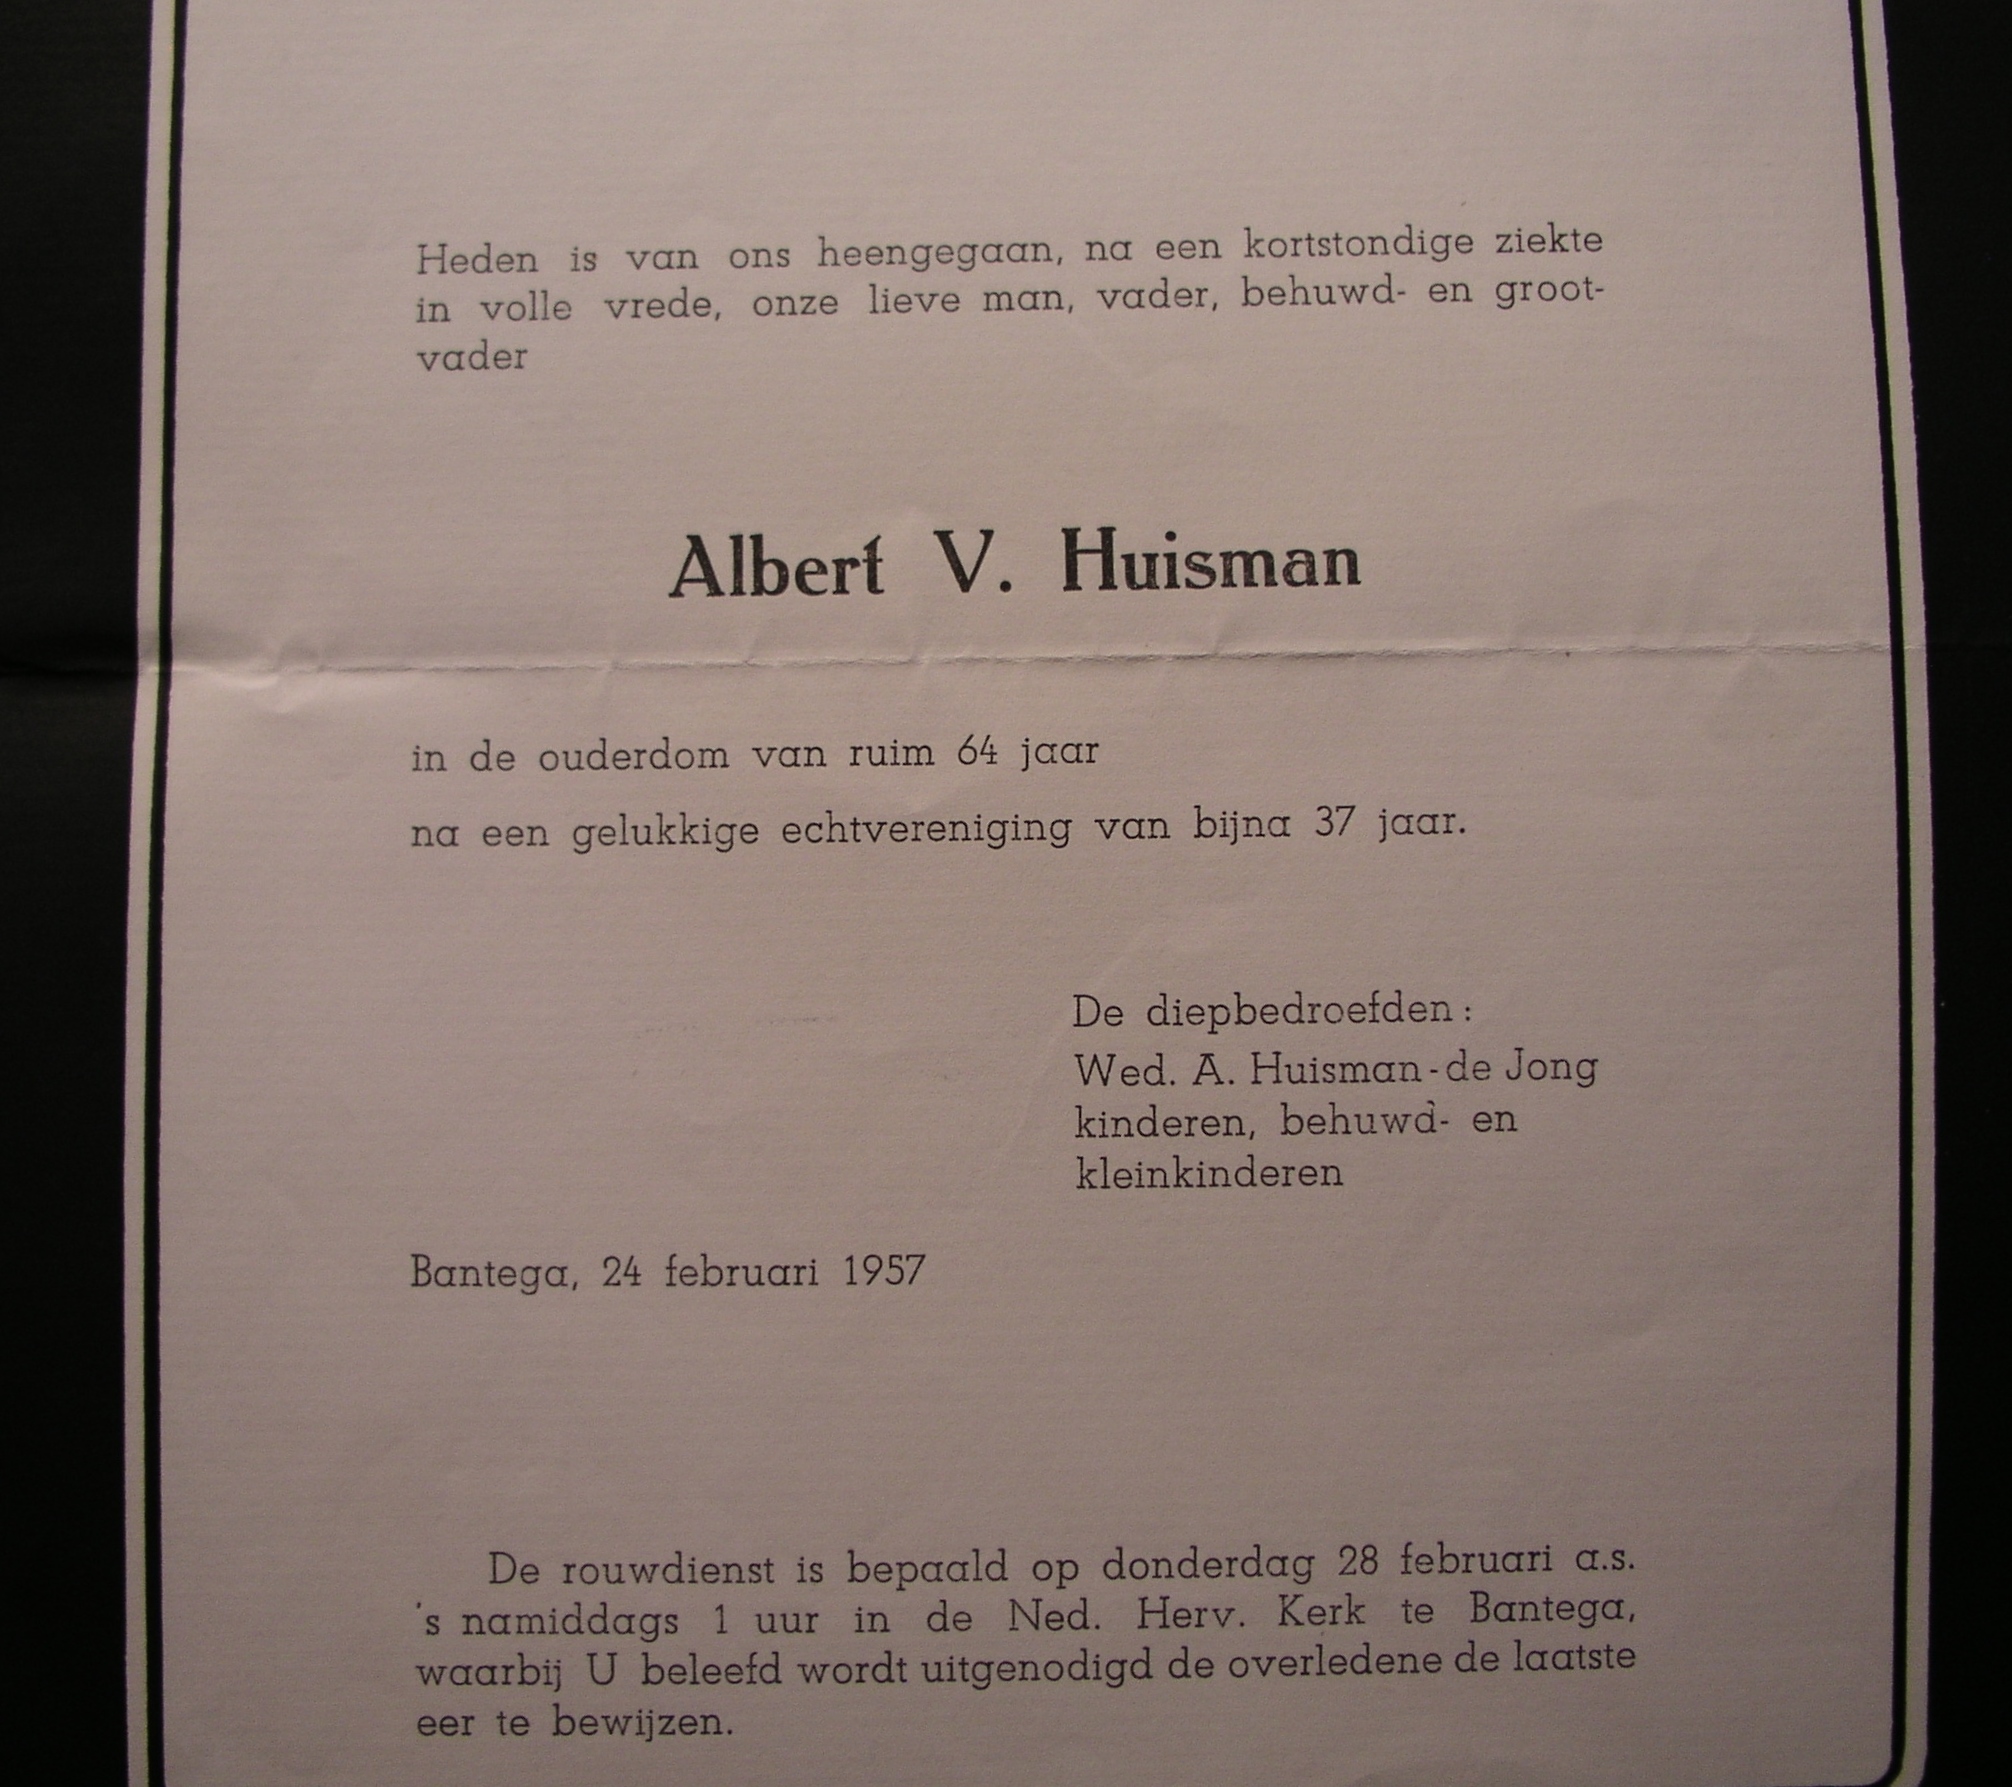 Heden is van ons heengegaan, na een kortstondige ziekte
in volle vrede, onze lieve man, vader, behuwd- en groot-
vader
Albert V. Huisman
in de ouderdom van ruim 64 jaar
na een gelukkige echtvereniging van bijna 37 jaar.
De diepbedroefden:
Wed. A. Huisman-de Jong
kinderen, behuwd- en
kleinkinderen
Bantega, 24 februari 1957
De rouwdienst is bepaald op donderdag 28 februari a.s.
's namiddags 1 uur in de Ned. Herv. Kerk te Bantega,
waarbij U beleefd wordt uitgenodigd de overledene de laatste
eer te bewijzen.